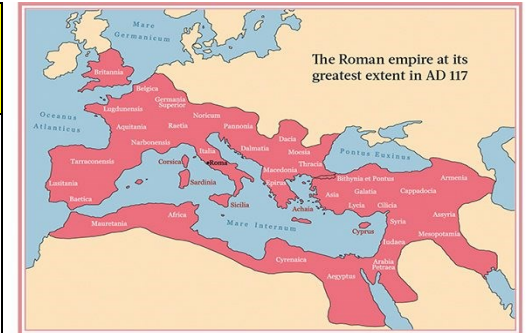 Mare
Germanicum
The Roman empire at its
greatest extent in AD 117
Britannia
Belgica
Germania
Superior
Lugdunensis
Oceanus
Atlanticus
Noricum
Raetia
Pannonia
Aquitania
Narbonensis
Dacia
Dalmatia
Moesia
Pontus Euxinus
Italia
Roma
Corsica
Thracia
Macedonia
Tarraconensis
Sardinia
Epirus
Bithynia et Pontus
Armenia
Asia
Galatia
Cappadocia
Lusitania
Baetica
Sicilia
Achaia
Lycia
Cilicia
Assyria
Mauretania
Africa
Mare Internum
Cyprus
Syria
Mesopotamia
Iudaea
Cyrenaica
Arabia
Petraea
Aegyptus